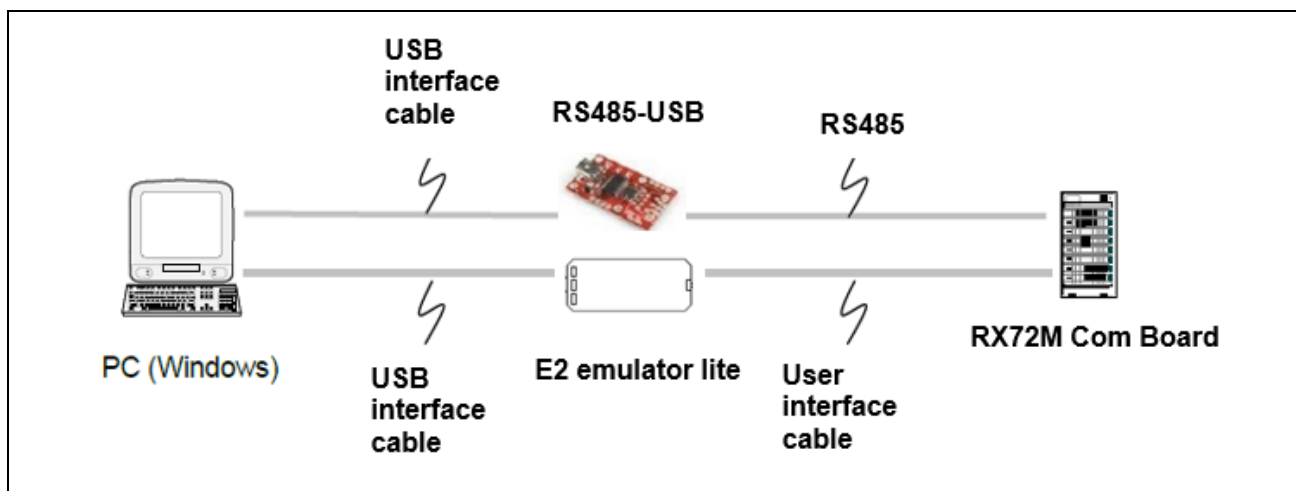 USB
interface
cable
RS485-USB
RS485
PC (Windows)
USB
interface
cable
E2 emulator lite
User
interface
cable
RX72M Com Board